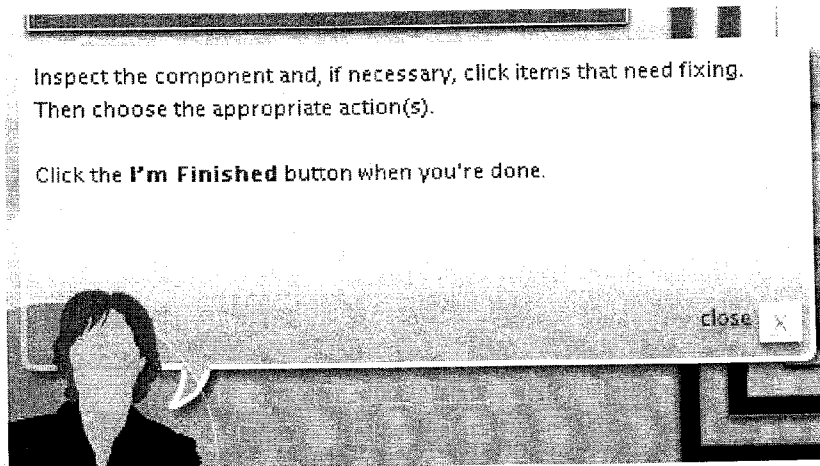 Inspect the component and, if necessary, click items that need fixing.
Then choose the appropriate action(s).
Click the I'm Finished button when you're done.
close X